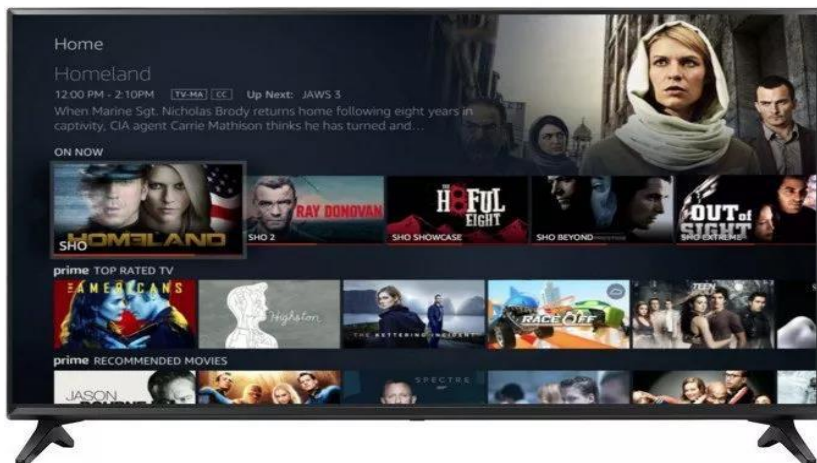 Home
Homeland
12:00 PM - 2:10PM TV-MA CC Up Next: JAWS 3
When Marine Sgt. Nicholas Brody returns home following eight years in
captivity, CIA agent Carrie Mathison thinks he has turned and...
ON NOW
HOMELAND
SHO
RAY DONOVAN
SHO 2
THE
H8FUL
EIGHT
SHO SHOWCASE
SHO BEYOND
OUT of
SIGHT
SHO EXTREME
prime TOP RATED TV
THE AMERICANS
Highston
THE KETTERING INCIDENT
RACE OFF
TEEN
prime RECOMMENDED MOVIES
JASON
BOURNE
SPECTRE